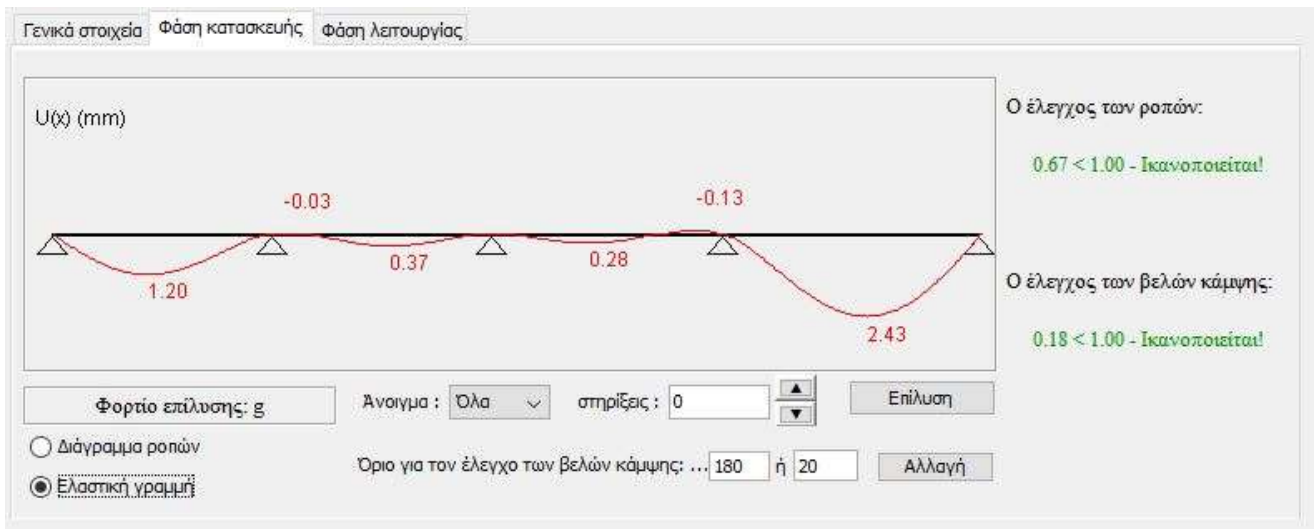 Γενικά στοιχεία Φάση κατασκευής Φάση λειτουργίας
U(x) (mm)
-0.03
-0.13
1.20
0.37
0.28
2.43
Ο έλεγχος των ροπών:
0.67 < 1.00 - Ικανοποιείται!
Ο έλεγχος των βελών κάμψης:
0.18 < 1.00 - Ικανοποιείται!
Φορτίο επίλυσης: g
Άνοιγμα : Όλα στηρίξεις : 0 Επίλυση
Διάγραμμα ροπών
Ελαστική γραμμή
Όριο για τον έλεγχο των βελών κάμψης: ... 180 ή 20 Αλλαγή